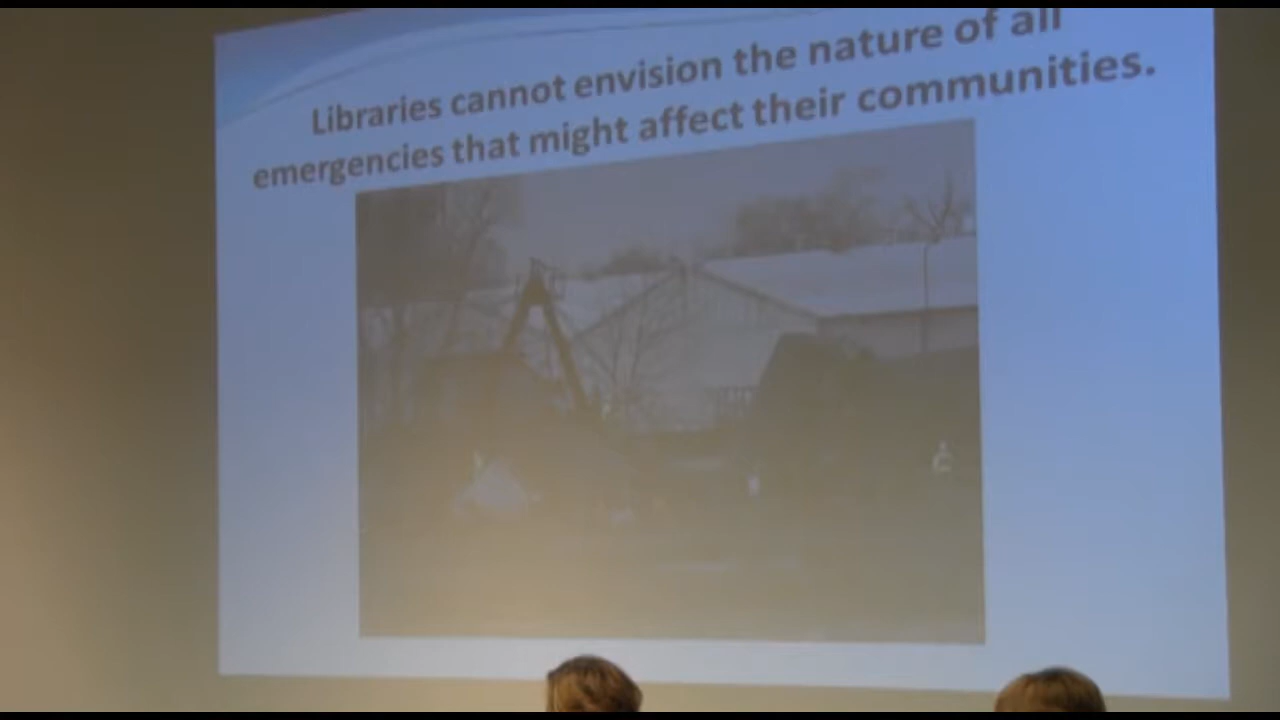 Libraries cannot envision the nature of all
emergencies that might affect their communities.